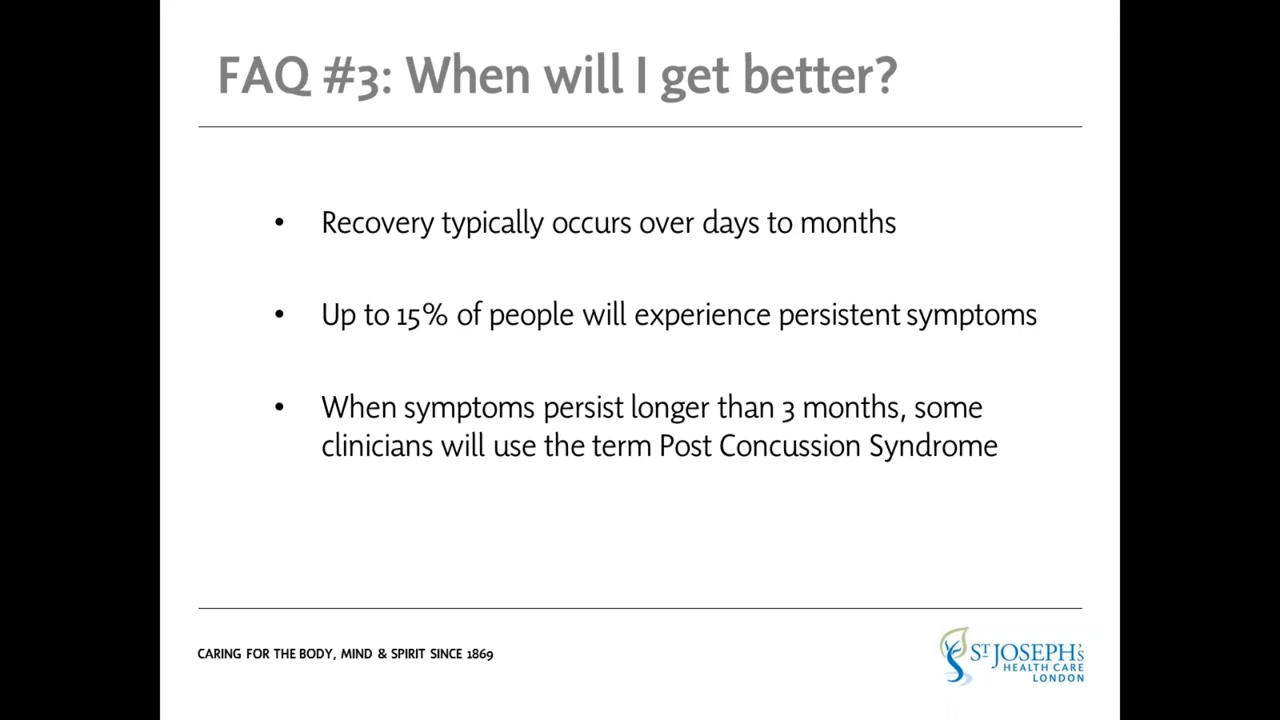 FAQ #3: When will I get better?
• Recovery typically occurs over days to months
• Up to 15% of people will experience persistent symptoms
• When symptoms persist longer than 3 months, some
clinicians will use the term Post Concussion Syndrome
CARING FOR THE BODY, MIND & SPIRIT SINCE 1869
ST JOSEPH'S
HEALTH CARE
LONDON